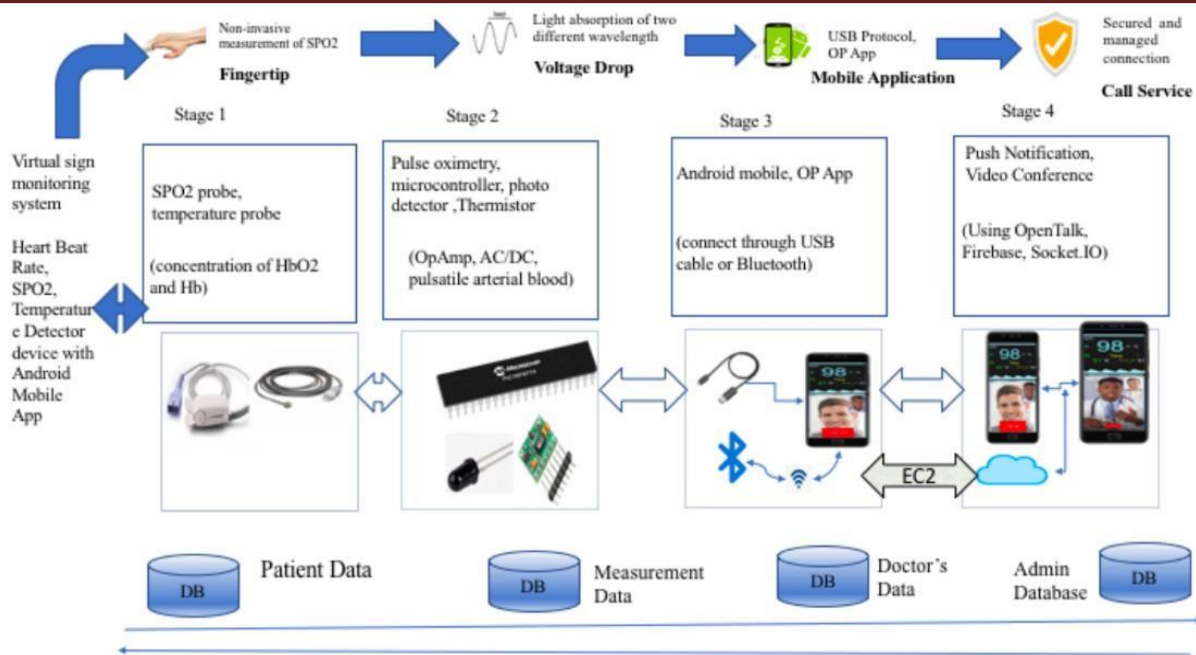 Non-invasive
measurement of SPO2
Fingertip
Light absorption of two
different wavelength
Voltage Drop
USB Protocol,
OP App
Mobile Application
Secured and
managed
connection
Call Service
Stage 1
Stage 2
Stage 3
Stage 4
Virtual sign
monitoring
system
Heart Beat
Rate,
SPO2,
Temperatur
e Detector
device with
Android
Mobile
App
SPO2 probe,
temperature probe
(concentration of HbO2
and Hb)
Pulse oximetry,
microcontroller, photo
detector ,Thermistor
(OpAmp, AC/DC,
pulsatile arterial blood)
Android mobile, OP App
(connect through USB
cable or Bluetooth)
Push Notification,
Video Conference
(Using OpenTalk,
Firebase, Socket.IO)
MICROCHIP
98
98
98
EC2
DB
Patient Data
DB
Measurement
Data
DB
Doctor's
Data
Admin
Database
DB